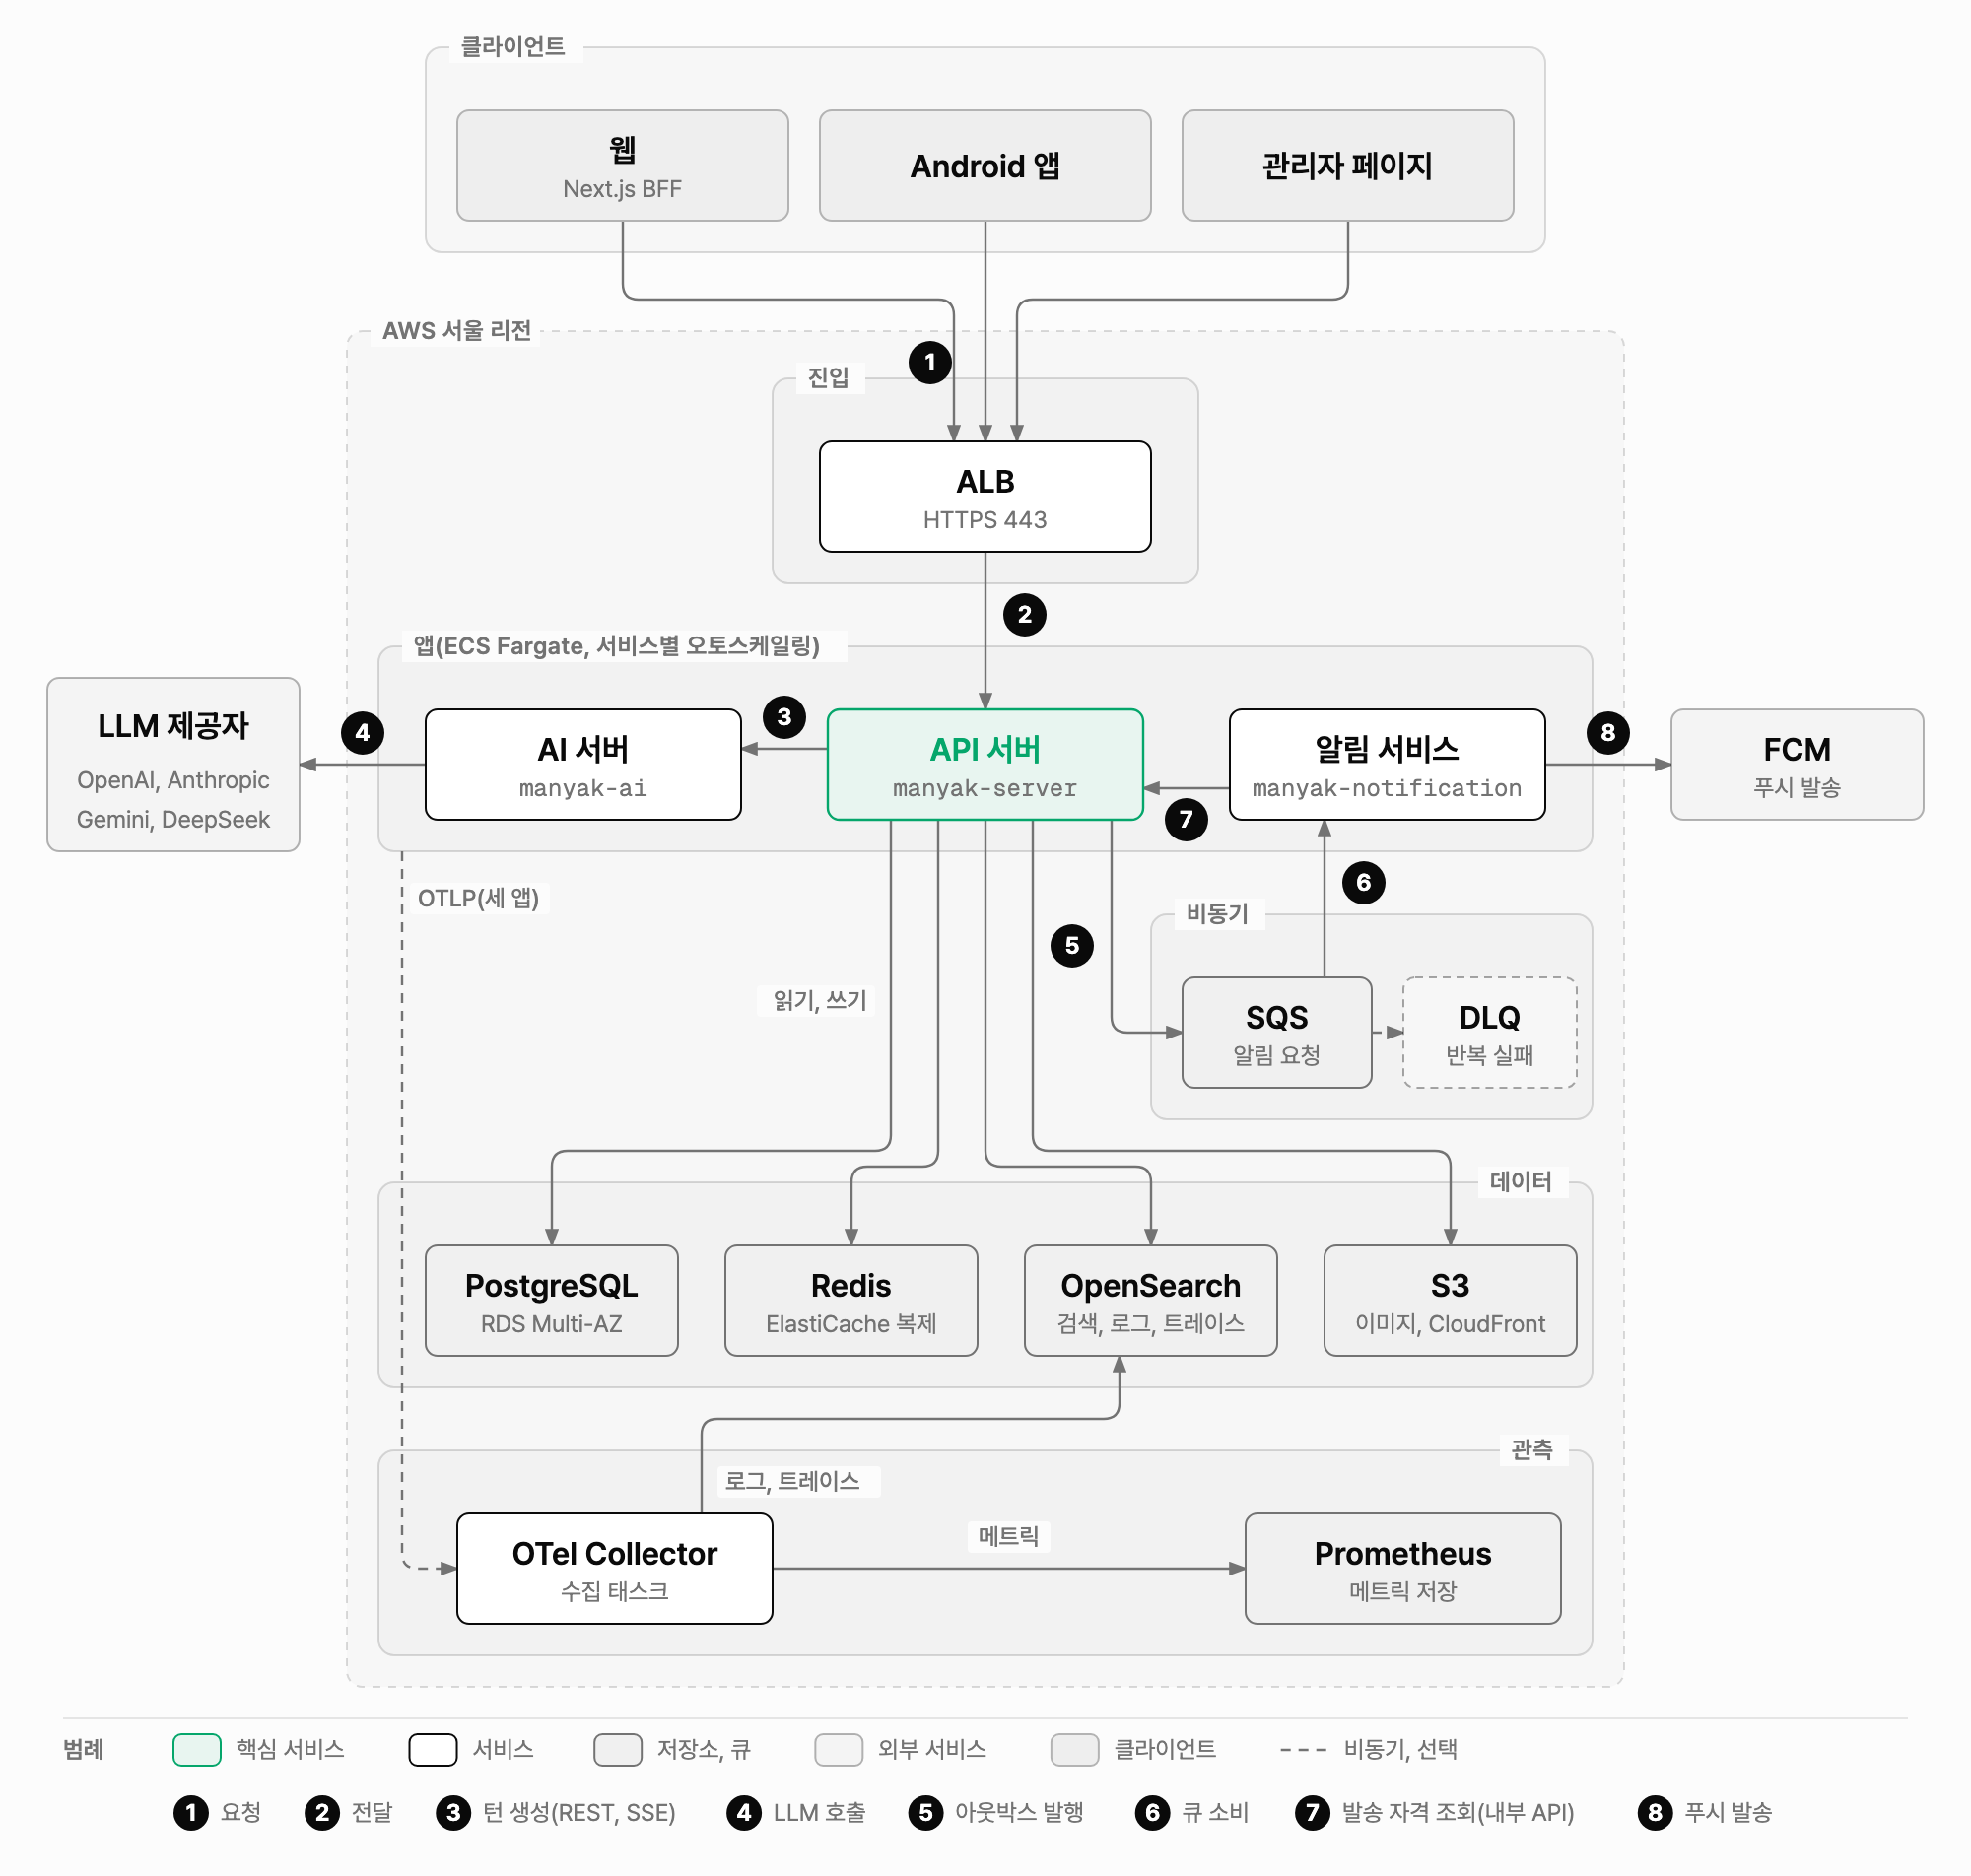 클라이언트
웹
Next.js BFF
Android 앱
관리자 페이지
AWS 서울 리전
1
진입
ALB
HTTPS 443
2
앱(ECS Fargate, 서비스별 오토스케일링)
LLM 제공자
OpenAI, Anthropic
Gemini, DeepSeek
4
AI 서버
manyak-ai
3
API 서버
manyak-server
7
알림 서비스
manyak-notification
8
FCM
푸시 발송
OTLP(세 앱)
6
5
비동기
읽기, 쓰기
SQS
알림 요청
DLQ
반복 실패
데이터
PostgreSQL
RDS Multi-AZ
Redis
ElastiCache 복제
OpenSearch
검색, 로그, 트레이스
S3
이미지, CloudFront
관측
로그, 트레이스
OTel Collector
수집 태스크
메트릭
Prometheus
메트릭 저장
범례
핵심 서비스
서비스
저장소, 큐
외부 서비스
클라이언트
비동기, 선택
1 요청
2 전달
3 턴 생성(REST, SSE)
4 LLM 호출
5 아웃박스 발행
6 큐 소비
7 발송 자격 조회(내부 API)
8 푸시 발송